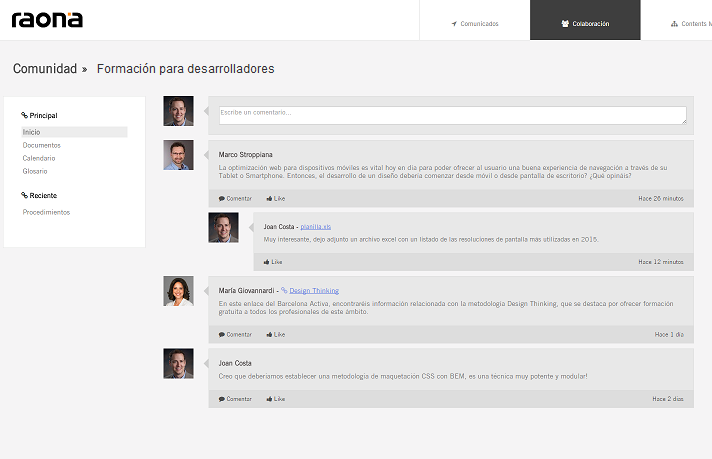 raona
Comunicados
Colaboración
Contents M
Comunidad » Formación para desarrolladores
Principal
Inicio
Documentos
Calendario
Glosario
Reciente
Procedimientos
Escribe un comentario...
Marco Stroppiana
La optimización web para dispositivos móviles es vital hoy en día para poder ofrecer al usuario una buena experiencia de navegación a través de su
Tablet o Smartphone. Entonces, el desarrollo de un diseño debería comenzar desde móvil o desde pantalla de escritorio? ¿Qué opináis?
Comentar Like Hace 26 minutos
Joan Costa - planilla.xls
Muy interesante, dejo adjunto un archivo excel con un listado de las resoluciones de pantalla más utilizadas en 2015.
Like Hace 12 minutos
María Giovannardi - Design Thinking
En este enlace del Barcelona Activa, encontraréis información relacionada con la metodología Design Thinking, que se destaca por ofrecer formación
gratuita a todos los profesionales de este ámbito.
Comentar Like Hace 1 día
Joan Costa
Creo que deberíamos establecer una metodología de maquetación CSS con BEM, es una técnica muy potente y modular!
Comentar Like Hace 2 días